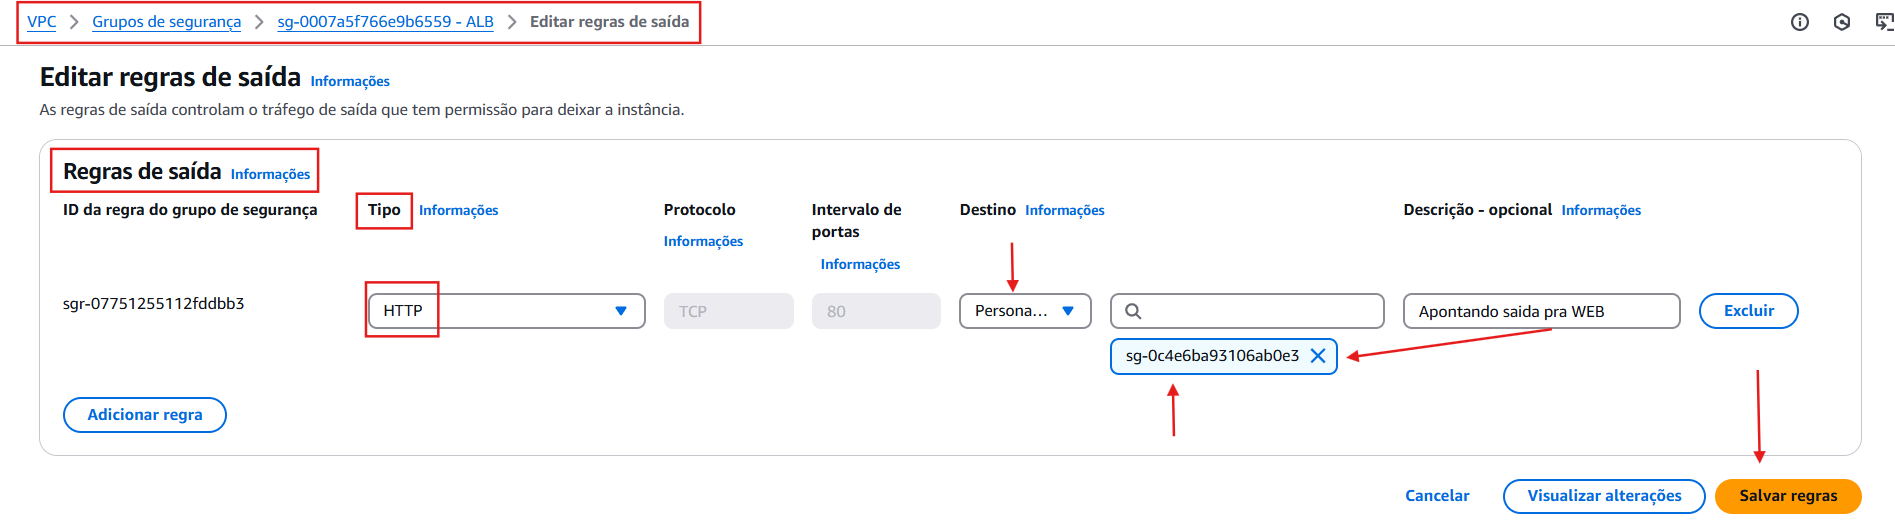 VPC > Grupos de segurança > sg-0007a5f766e9b6559 - ALB > Editar regras de saída
Editar regras de saída Informações
As regras de saída controlam o tráfego de saída que tem permissão para deixar a instância.
Regras de saída Informações
ID da regra do grupo de segurança
Tipo Informações
Protocolo
Informações
Intervalo de
portas
Informações
Destino Informações
Descrição - opcional Informações
sgr-07751255112fddbb3
HTTP
TCP
80
Persona...
sg-0c4e6ba93106ab0e3
Apontando saida pra WEB
Excluir
Adicionar regra
Cancelar
Visualizar alterações
Salvar regras